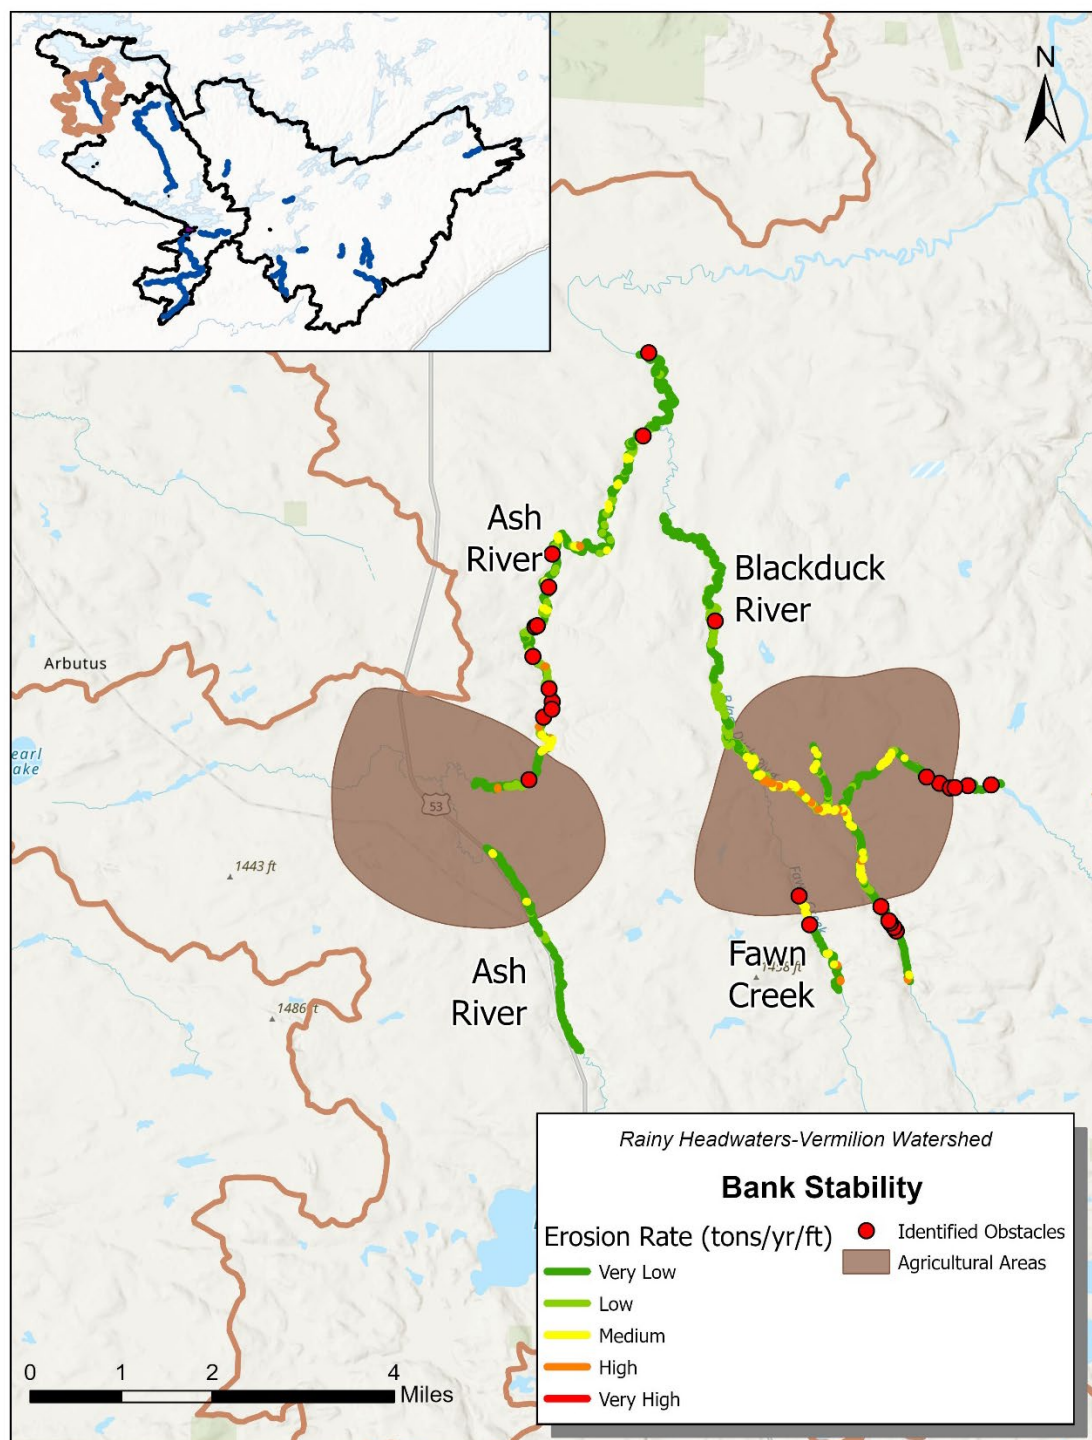 N
Ash
River
Blackduck
River
Arbutus
earl
ake
53
1443 ft
Fawn
Creek
Ash
River
1486 ft
Rainy Headwaters-Vermilion Watershed
Bank Stability
Erosion Rate (tons/yr/ft)
Very Low
Low
Medium
High
Very High
Identified Obstacles
Agricultural Areas
0 1 2 4
Miles